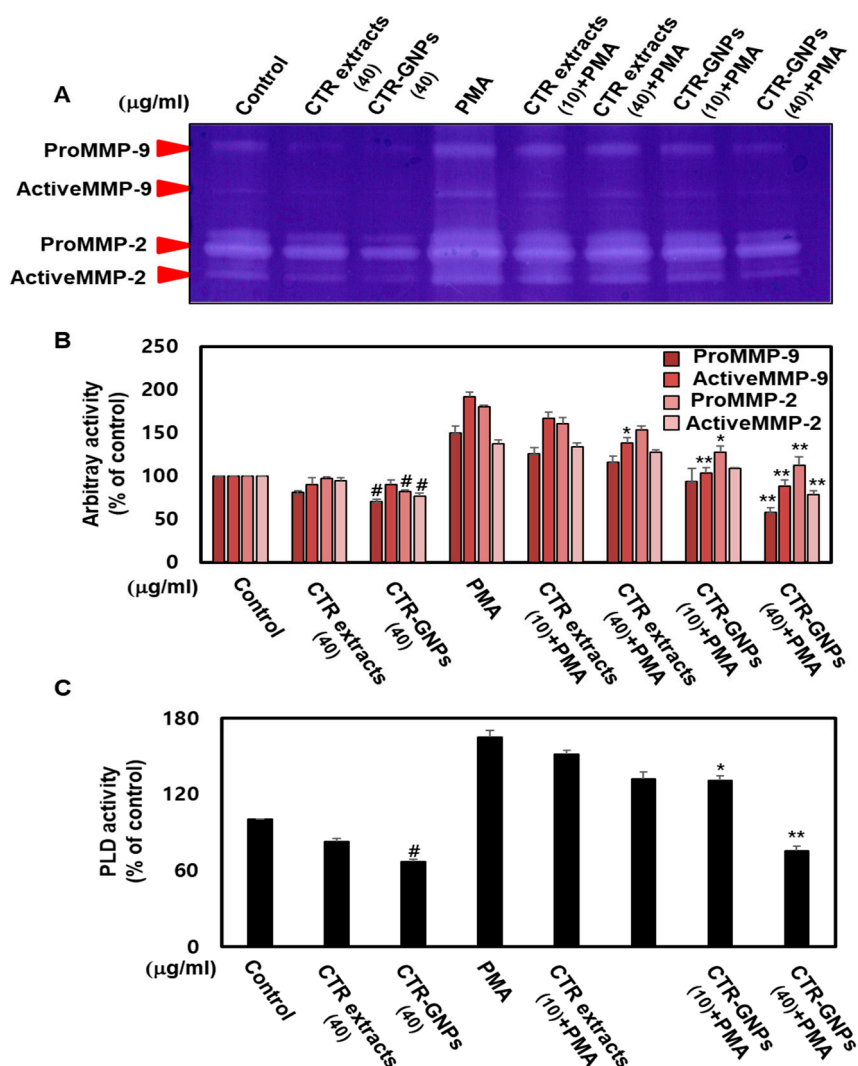 A
(μg/ml)
Control
CTR extracts
(40)
CTR-GNPs
(40)
PMA
CTR extracts
(10)+PMA
CTR extracts
(40)+PMA
CTR-GNPs
(10)+PMA
CTR-GNPs
(40)+PMA
ProMMP-9
ActiveMMP-9
ProMMP-2
ActiveMMP-2
B
Arbitray activity
(% of control)
250
200
150
100
50
0
ProMMP-9
ActiveMMP-9
ProMMP-2
ActiveMMP-2
# # #
*
** *
** ** ** **
(μg/ml)
Control
CTR extracts
(40)
CTR-GNPs
(40)
PMA
CTR extracts
(10)+PMA
CTR extracts
(40)+PMA
CTR-GNPs
(10)+PMA
CTR-GNPs
(40)+PMA
C
PLD activity
(% of control)
180
120
60
0
#
*
**
(μg/ml)
Control
CTR extracts
(40)
CTR-GNPs
(40)
PMA
CTR extracts
(10)+PMA
CTR-GNPs
(10)+PMA
CTR-GNPs
(40)+PMA